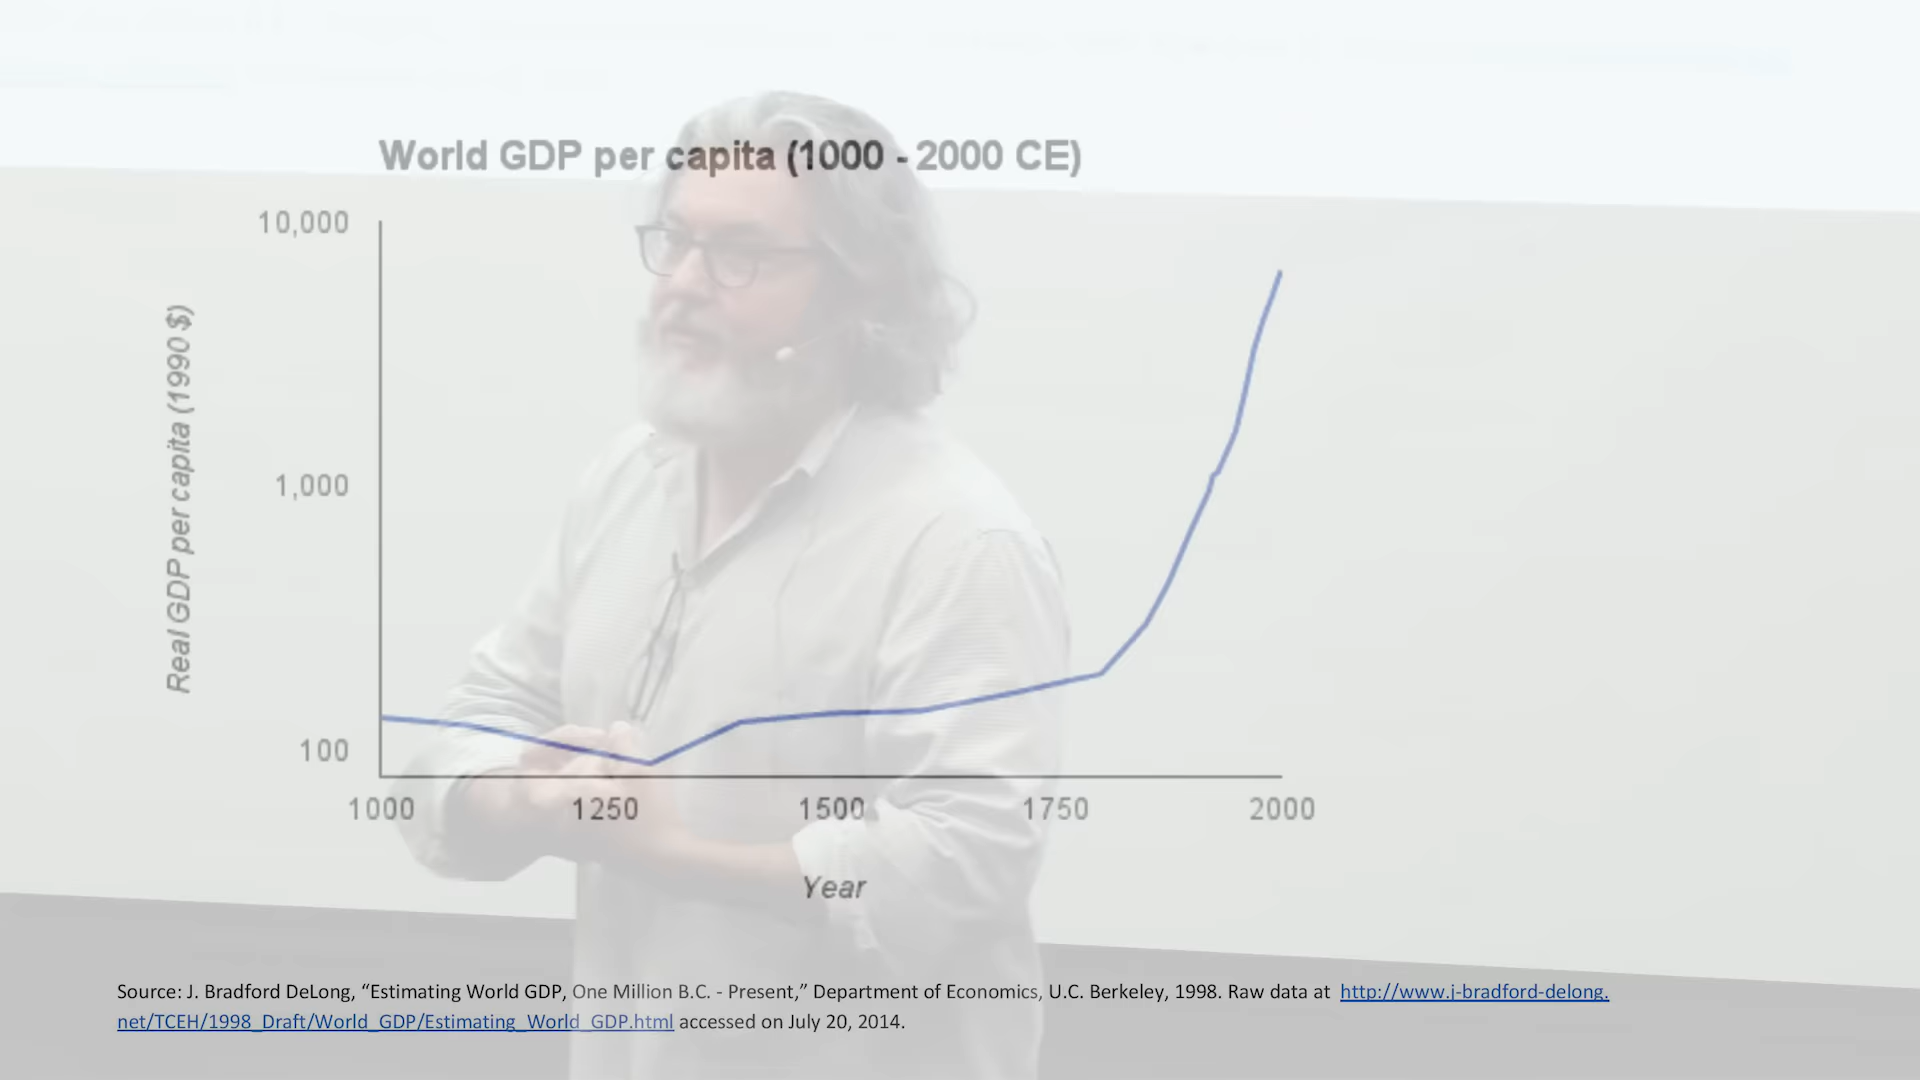 World GDP per capita (1000 - 2000 CE)
10,000
1,000
100
Real GDP per capita (1990 $)
1000 1250 1500 1750 2000
Year
Source: J. Bradford DeLong, “Estimating World GDP, One Million B.C. - Present,” Department of Economics, U.C. Berkeley, 1998. Raw data at http://www.j-bradford-delong.
net/TCEH/1998_Draft/World_GDP/Estimating_World_GDP.html accessed on July 20, 2014.